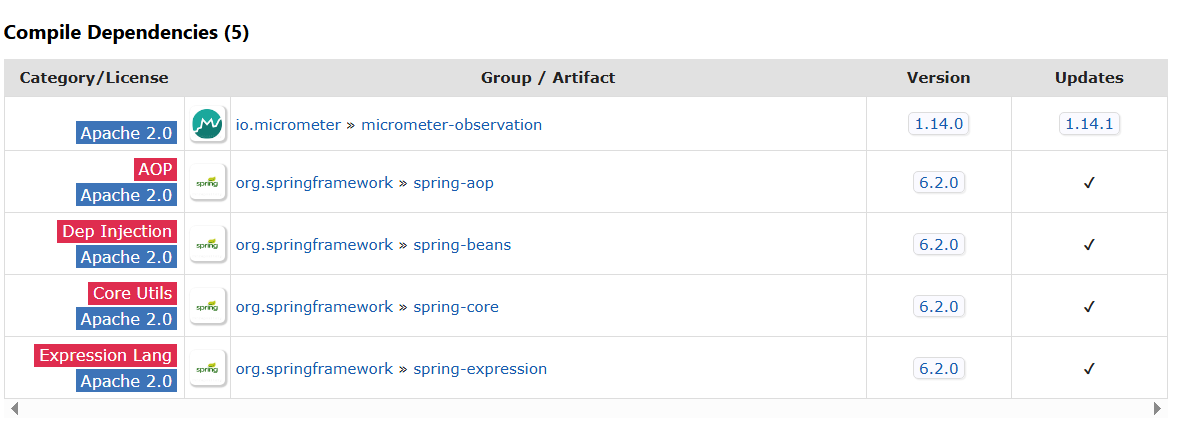 Compile Dependencies (5)
Category/License Group / Artifact Version Updates
Apache 2.0 io.micrometer » micrometer-observation 1.14.0 1.14.1
AOP
Apache 2.0 spring org.springframework » spring-aop 6.2.0 ✓
Dep Injection
Apache 2.0 spring org.springframework » spring-beans 6.2.0 ✓
Core Utils
Apache 2.0 spring org.springframework » spring-core 6.2.0 ✓
Expression Lang
Apache 2.0 spring org.springframework » spring-expression 6.2.0 ✓